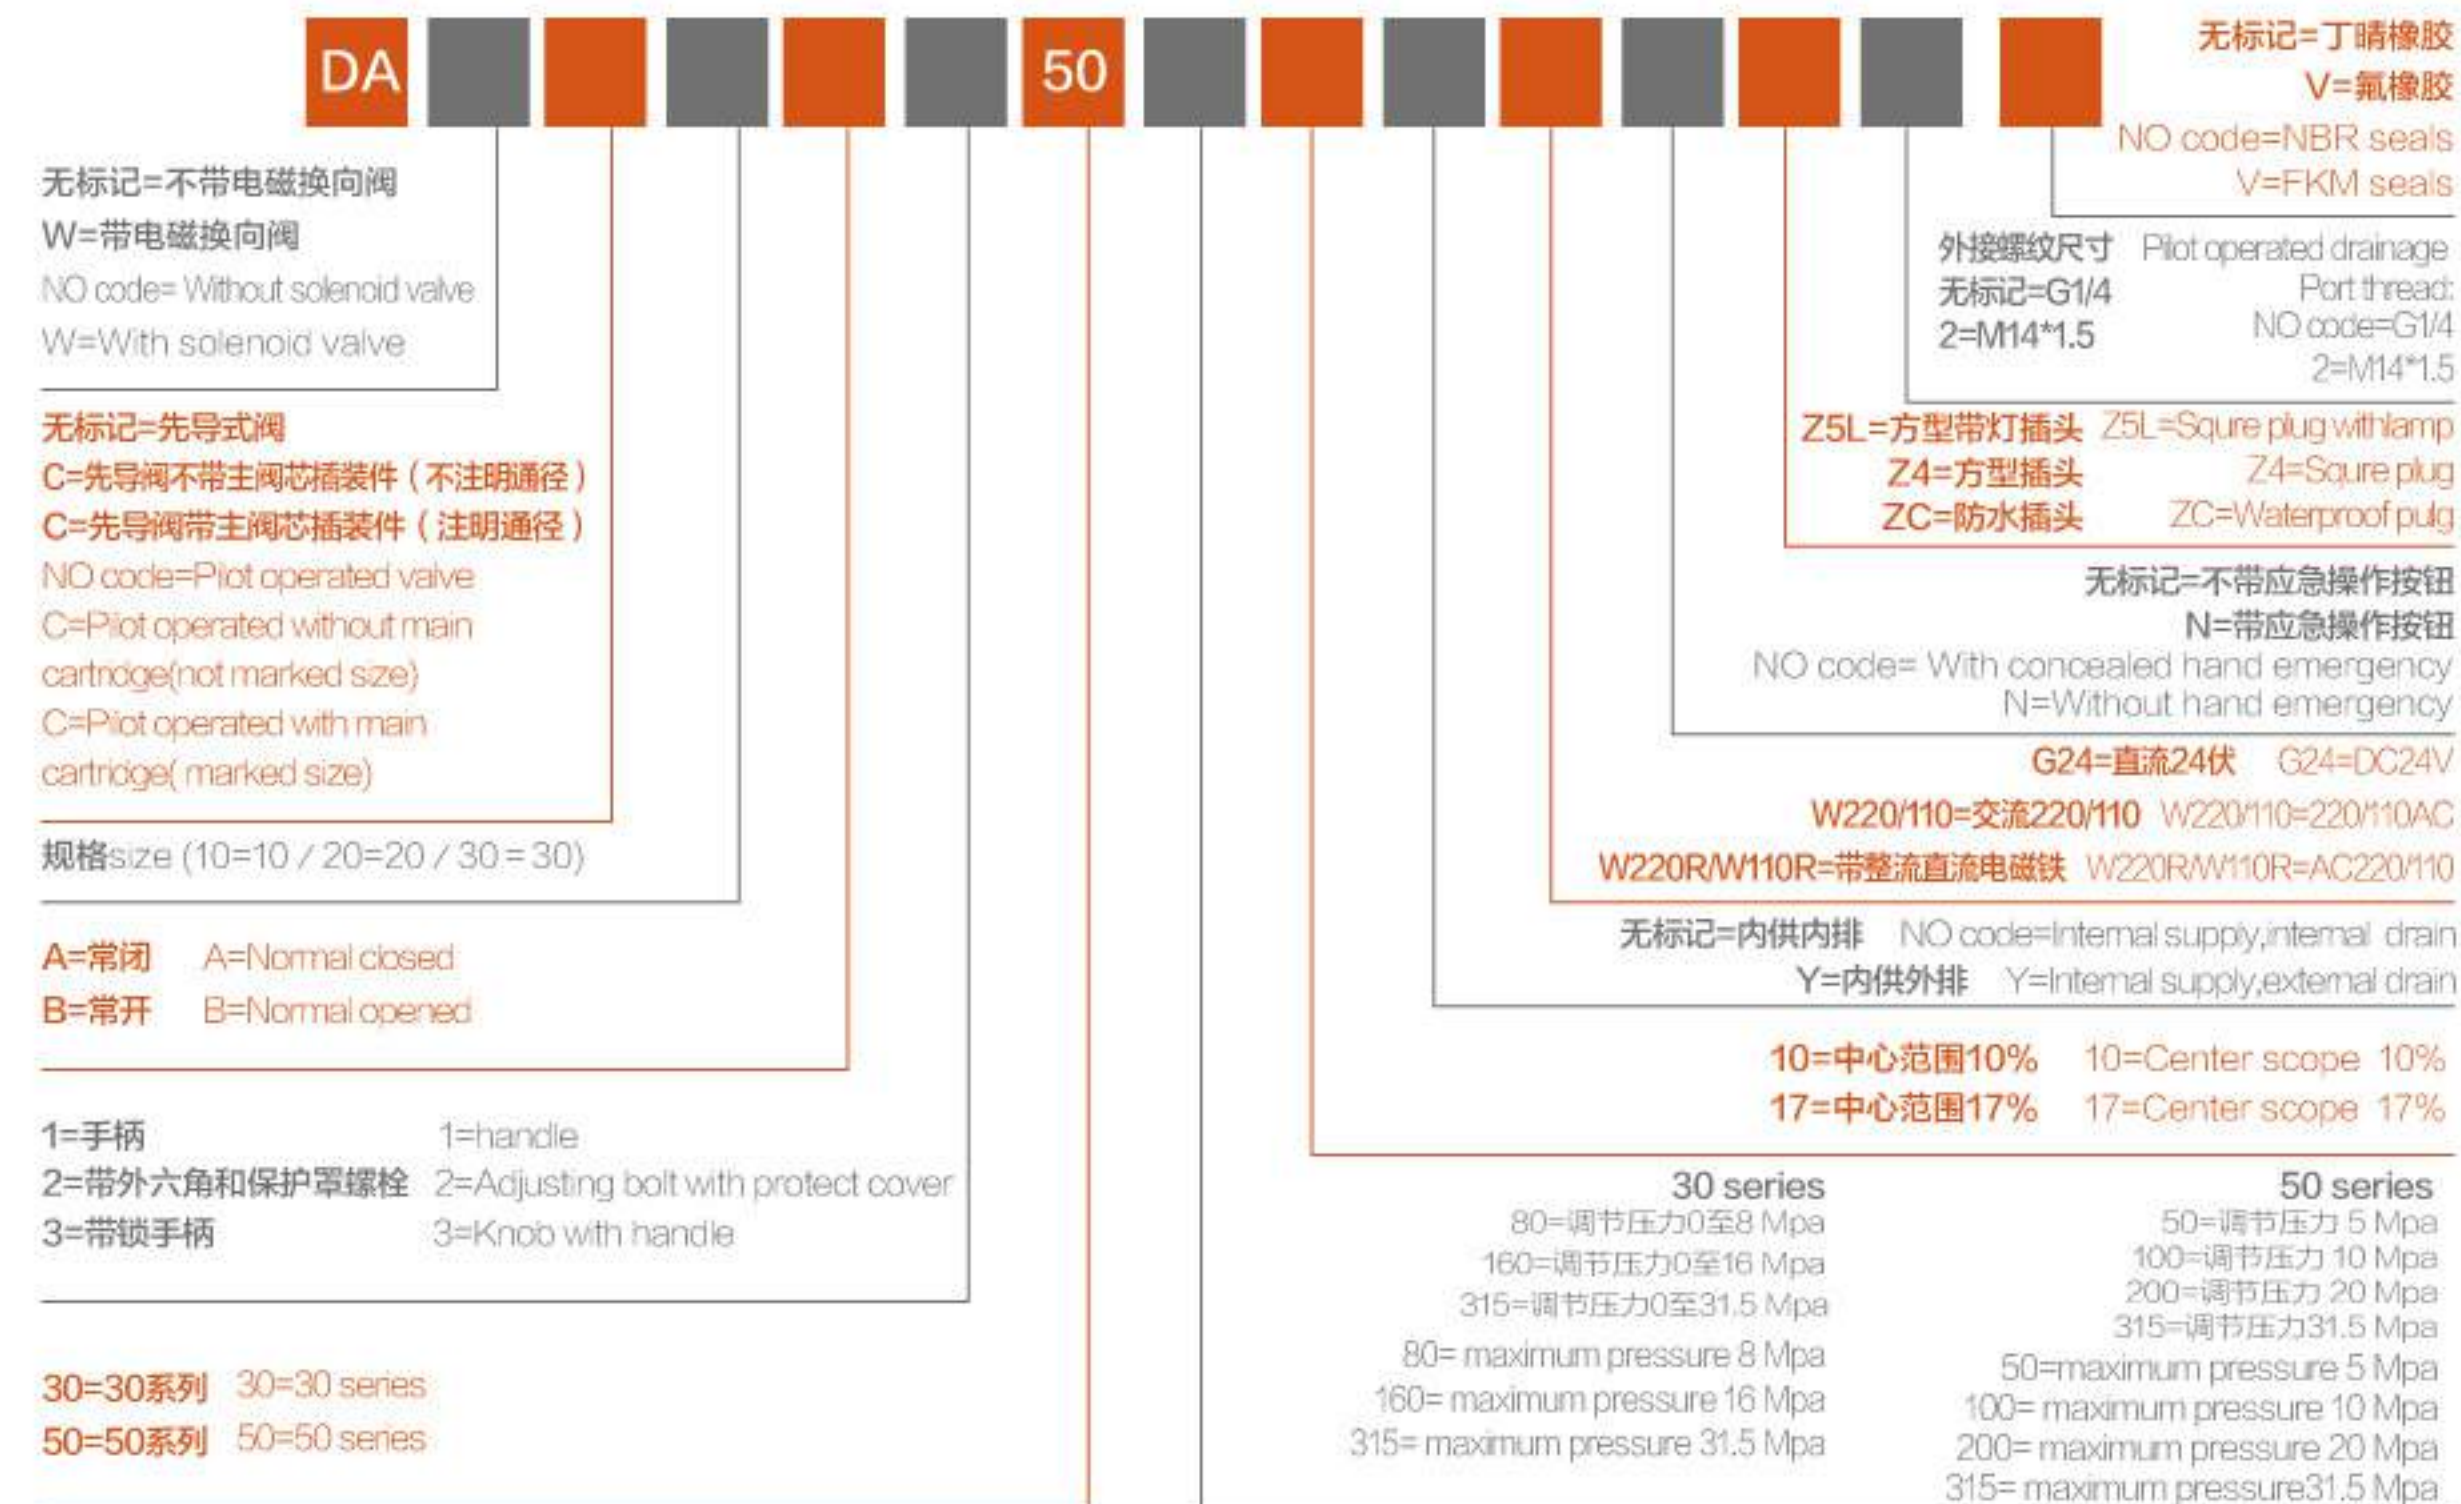 DA 50
无标记=不带电磁换向阀
W=带电磁换向阀
NO code= Without solenoid valve
W=With solenoid valve
无标记=先导式阀
C=先导阀不带主阀芯插装件（不注明通径）
C=先导阀带主阀芯插装件（注明通径）
NO code=Pilot operated valve
C=Pilot operated without main
cartridge(not marked size)
C=Pilot operated with main
cartridge( marked size)
规格size (10=10 / 20=20 / 30=30)
A=常闭 A=Normal closed
B=常开 B=Normal opened
1=手柄 1=handle
2=带外六角和保护罩螺栓 2=Adjusting bolt with protect cover
3=带锁手柄 3=Knob with handle
30=30系列 30=30 series
50=50系列 50=50 series
无标记=丁晴橡胶
V=氟橡胶
NO code=NBR seals
V=FKM seals
外接螺纹尺寸 Pilot operated drainage
无标记=G1/4 Port thread:
2=M14*1.5 NO code=G1/4
2=M14*1.5
Z5L=方型带灯插头 Z5L=Squre plug withlamp
Z4=方型插头 Z4=Squre plug
ZC=防水插头 ZC=Waterproof pulg
无标记=不带应急操作按钮
N=带应急操作按钮
NO code= With concealed hand emergency
N=Without hand emergency
G24=直流24伏 G24=DC24V
W220/110=交流220/110 W220/110=220/110AC
W220R/W110R=带整流直流电磁铁 W220R/W110R=AC220/110
无标记=内供内排 NO code=Internal supply,internal drain
Y=内供外排 Y=Internal supply,external drain
10=中心范围10% 10=Center scope 10%
17=中心范围17% 17=Center scope 17%
30 series
80=调节压力0至8 Mpa
160=调节压力0至16 Mpa
315=调节压力0至31.5 Mpa
80= maximum pressure 8 Mpa
160= maximum pressure 16 Mpa
315= maximum pressure 31.5 Mpa
50 series
50=调节压力 5 Mpa
100=调节压力 10 Mpa
200=调节压力 20 Mpa
315=调节压力31.5 Mpa
50=maximum pressure 5 Mpa
100= maximum pressure 10 Mpa
200= maximum pressure 20 Mpa
315= maximum pressure31.5 Mpa